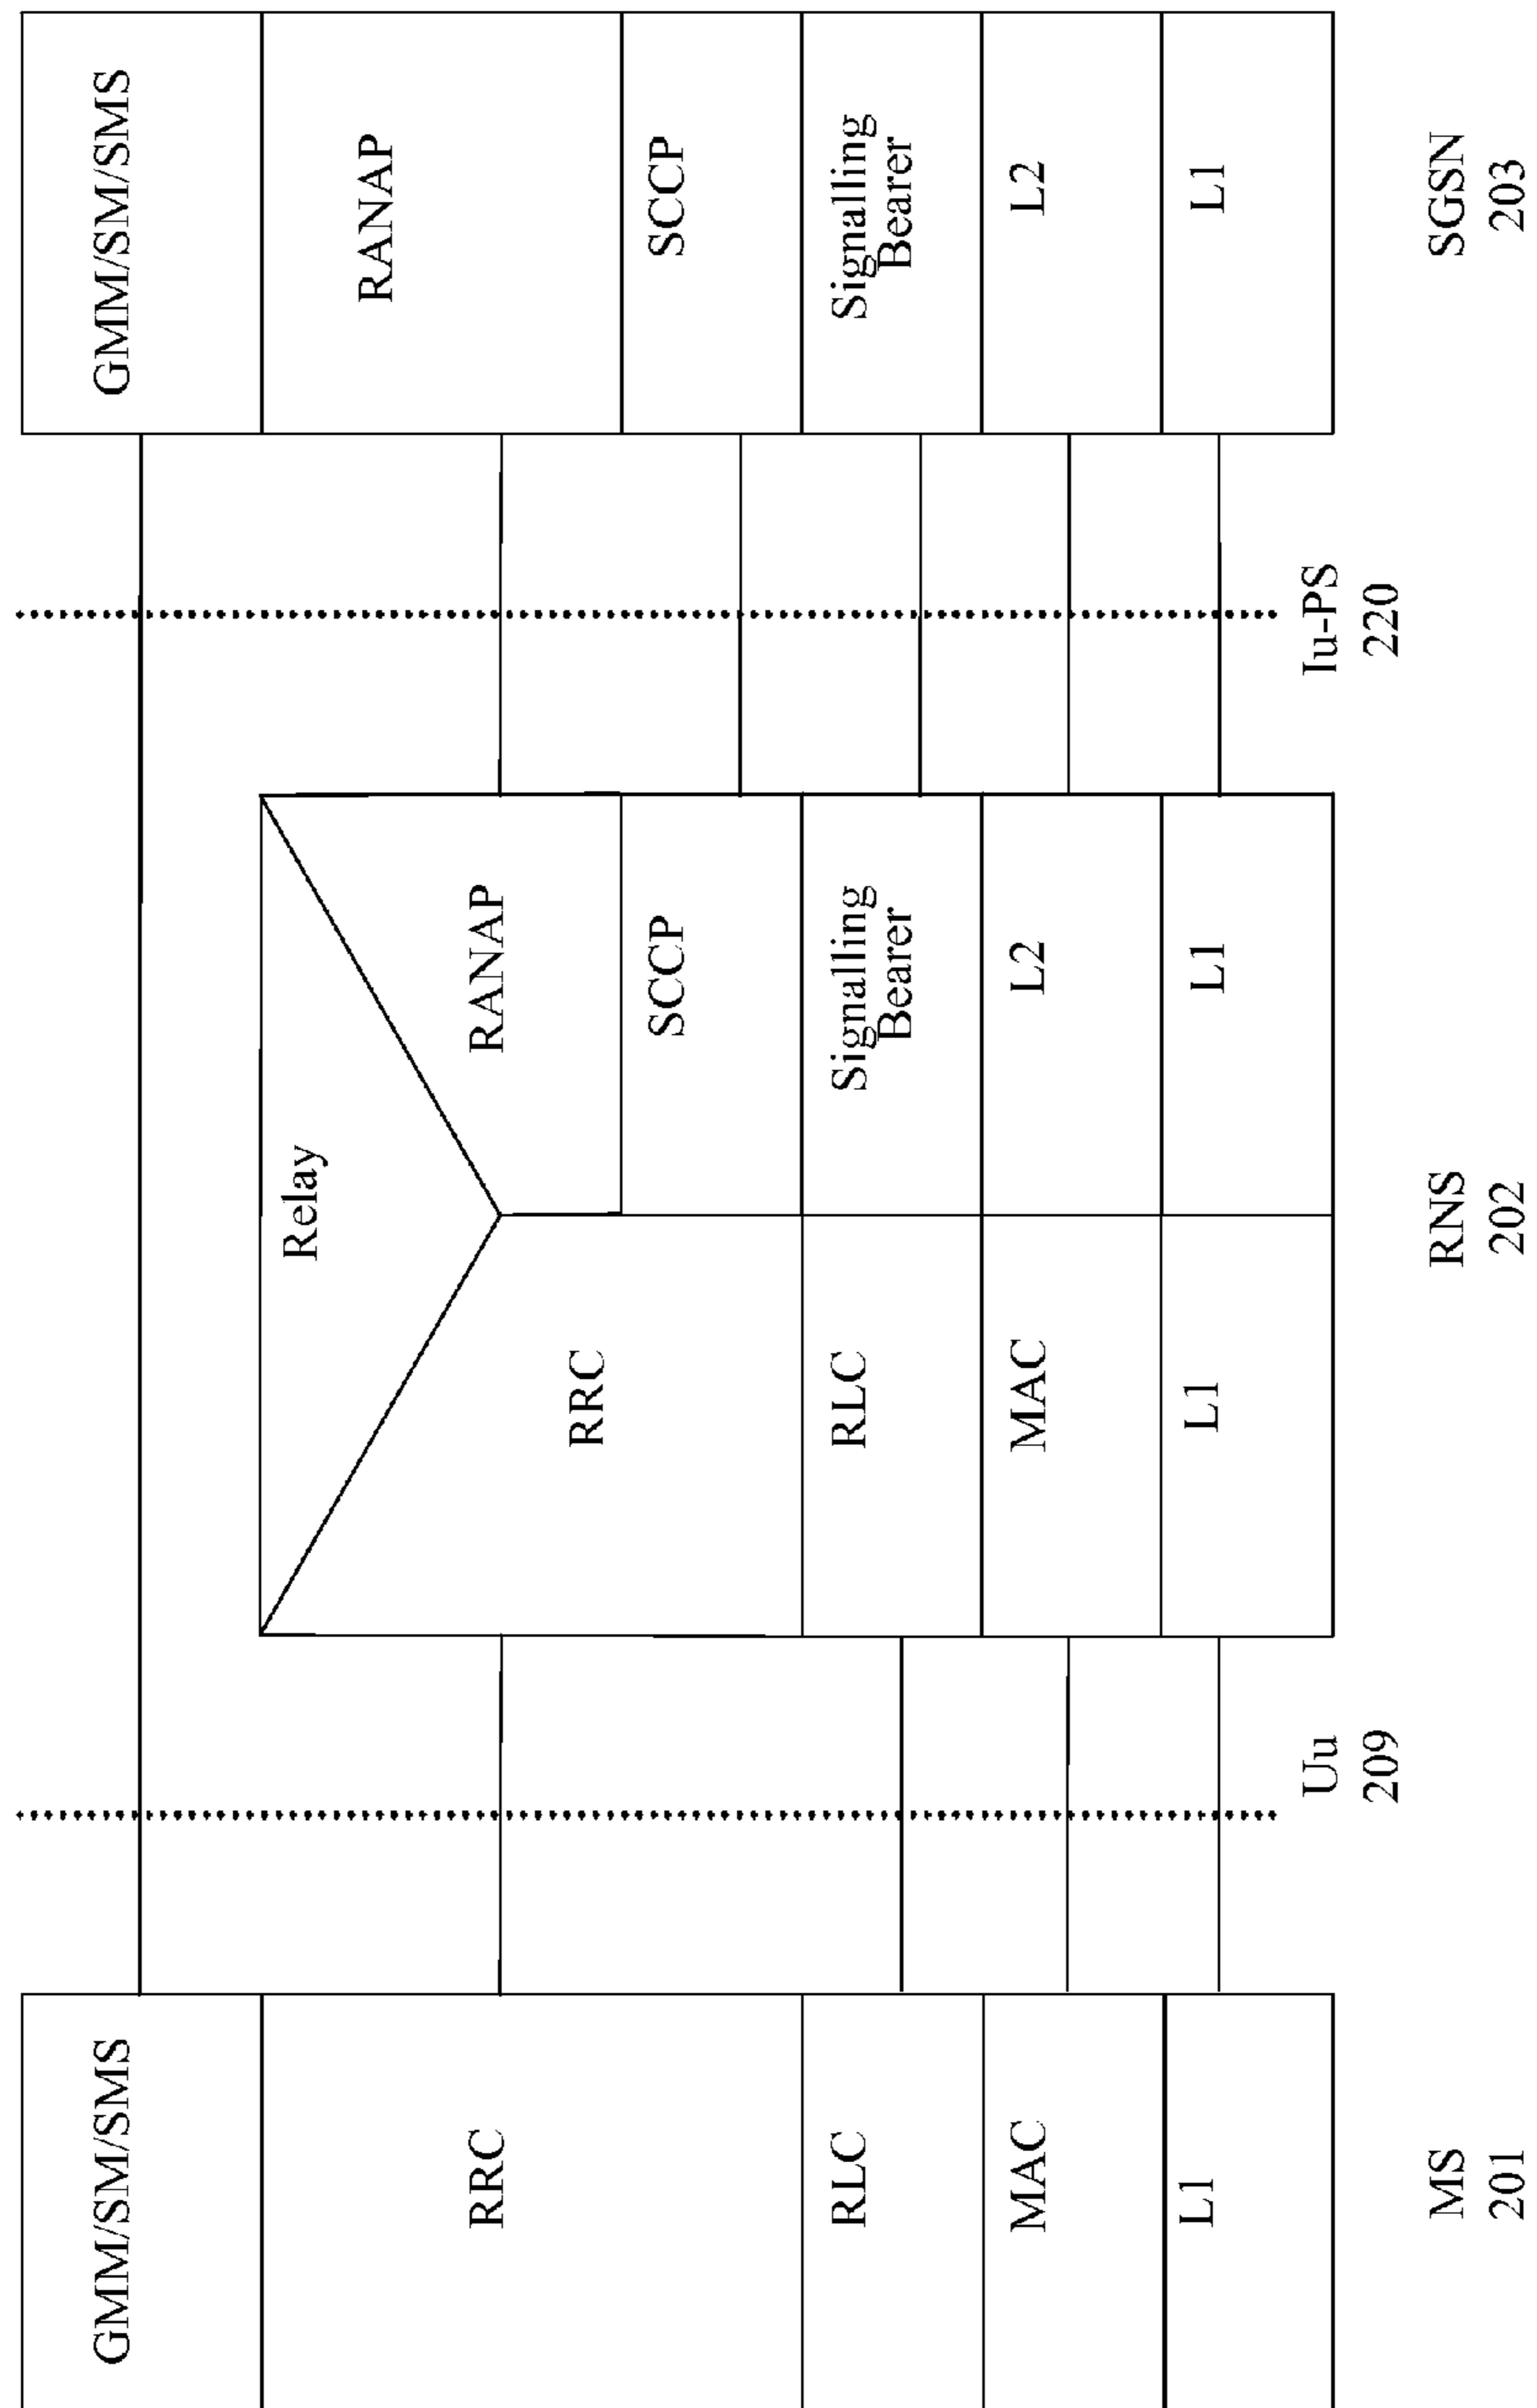 GMM/SM/SMS
RRC
RLC
MAC
L1
MS
201
Uu
209
Relay
RRC
RLC
MAC
L1
RANAP
SCCP
Signalling
Bearer
L2
L1
RNS
202
Iu-PS
220
GMM/SM/SMS
RANAP
SCCP
Signalling
Bearer
L2
L1
SGSN
203